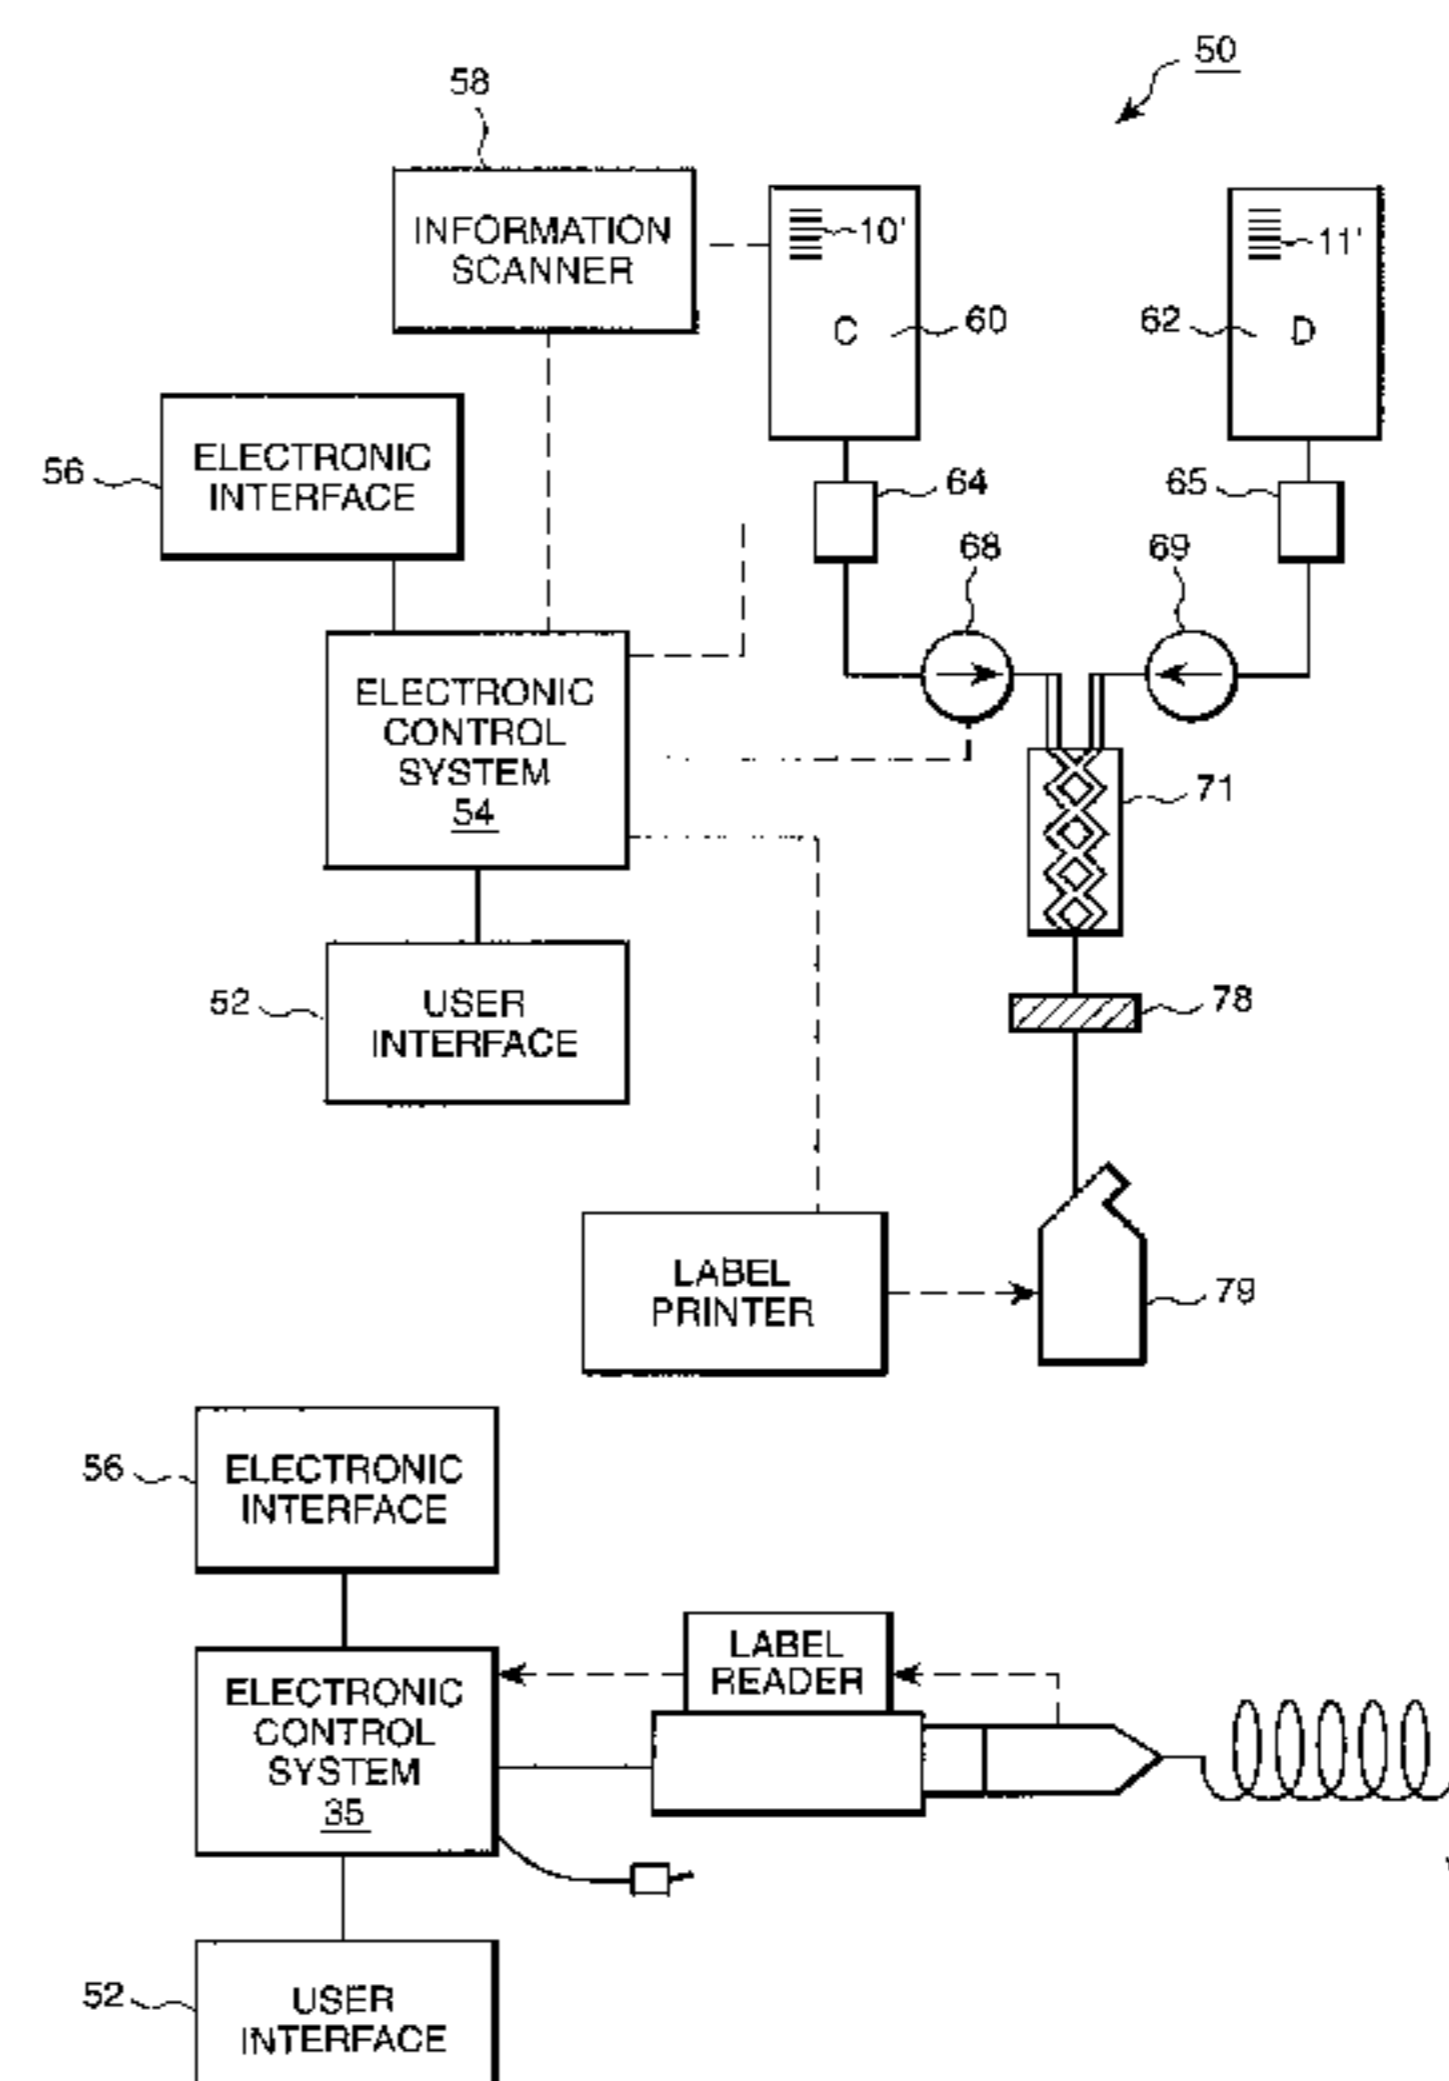 50
58
INFORMATION
SCANNER
10'
11'
C
60
62
D
56
ELECTRONIC
INTERFACE
64
65
68
69
ELECTRONIC
CONTROL
SYSTEM
54
71
52
USER
INTERFACE
78
LABEL
PRINTER
79
56
ELECTRONIC
INTERFACE
LABEL
READER
ELECTRONIC
CONTROL
SYSTEM
35
52
USER
INTERFACE